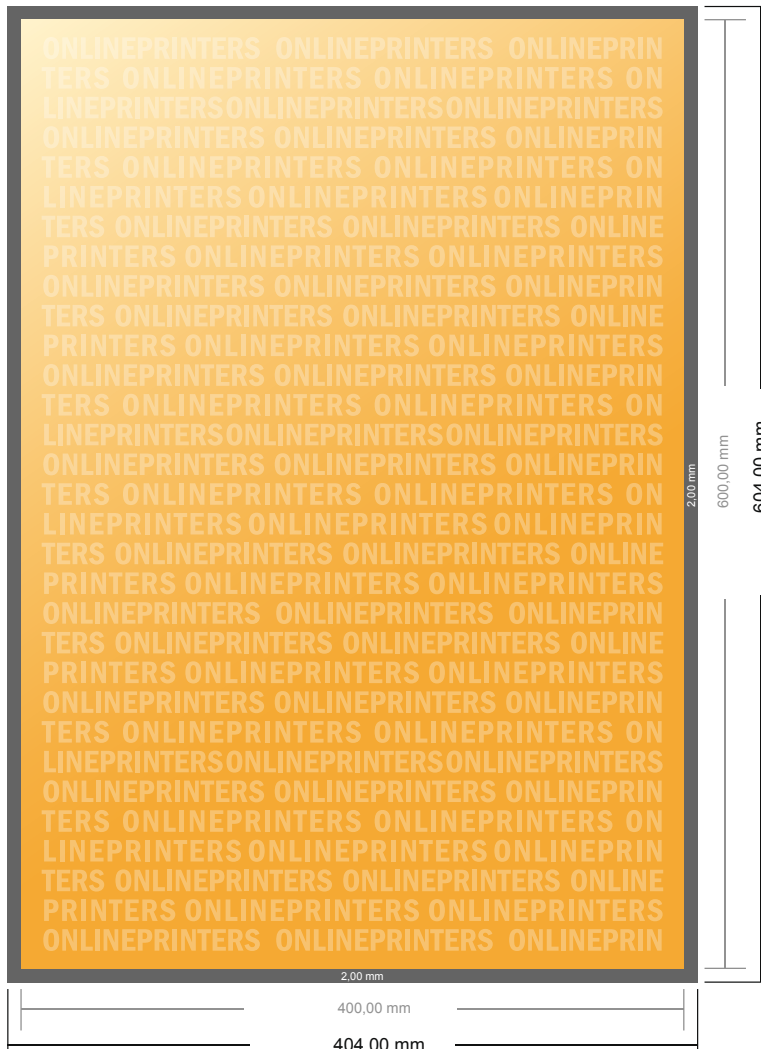 ONLINEPRINTERS ONLINEPRINTERS ONLINEPRIN
TERS ONLINEPRINTERS ONLINEPRINTERS ON
LINEPRINTERSONLINEPRINTERSONLINEPRINTERS
ONLINEPRINTERS ONLINEPRINTERS ONLINEPRIN
TERS ONLINEPRINTERS ONLINEPRINTERS ON
LINEPRINTERS ONLINEPRINTERS ONLINEPRIN
TERS ONLINEPRINTERS ONLINEPRINTERS ONLINE
PRINTERS ONLINEPRINTERS ONLINEPRINTERS
ONLINEPRINTERS ONLINEPRINTERS ONLINEPRIN
TERS ONLINEPRINTERS ONLINEPRINTERS ONLINE
PRINTERS ONLINEPRINTERS ONLINEPRINTERS
ONLINEPRINTERS ONLINEPRINTERS ONLINEPRIN
TERS ONLINEPRINTERS ONLINEPRINTERS ON
LINEPRINTERSONLINEPRINTERSONLINEPRINTERS
ONLINEPRINTERS ONLINEPRINTERS ONLINEPRIN
TERS ONLINEPRINTERS ONLINEPRINTERS ON
LINEPRINTERS ONLINEPRINTERS ONLINEPRIN
TERS ONLINEPRINTERS ONLINEPRINTERS ONLINE
PRINTERS ONLINEPRINTERS ONLINEPRINTERS
ONLINEPRINTERS ONLINEPRINTERS ONLINEPRIN
TERS ONLINEPRINTERS ONLINEPRINTERS ONLINE
PRINTERS ONLINEPRINTERS ONLINEPRINTERS
ONLINEPRINTERS ONLINEPRINTERS ONLINEPRIN
TERS ONLINEPRINTERS ONLINEPRINTERS ON
LINEPRINTERSONLINEPRINTERSONLINEPRINTERS
ONLINEPRINTERS ONLINEPRINTERS ONLINEPRIN
TERS ONLINEPRINTERS ONLINEPRINTERS ON
LINEPRINTERS ONLINEPRINTERS ONLINEPRIN
TERS ONLINEPRINTERS ONLINEPRINTERS ONLINE
PRINTERS ONLINEPRINTERS ONLINEPRINTERS
ONLINEPRINTERS ONLINEPRINTERS ONLINEPRIN
2,00 mm
600,00 mm
604,00 mm
2,00 mm
400,00 mm
404,00 mm